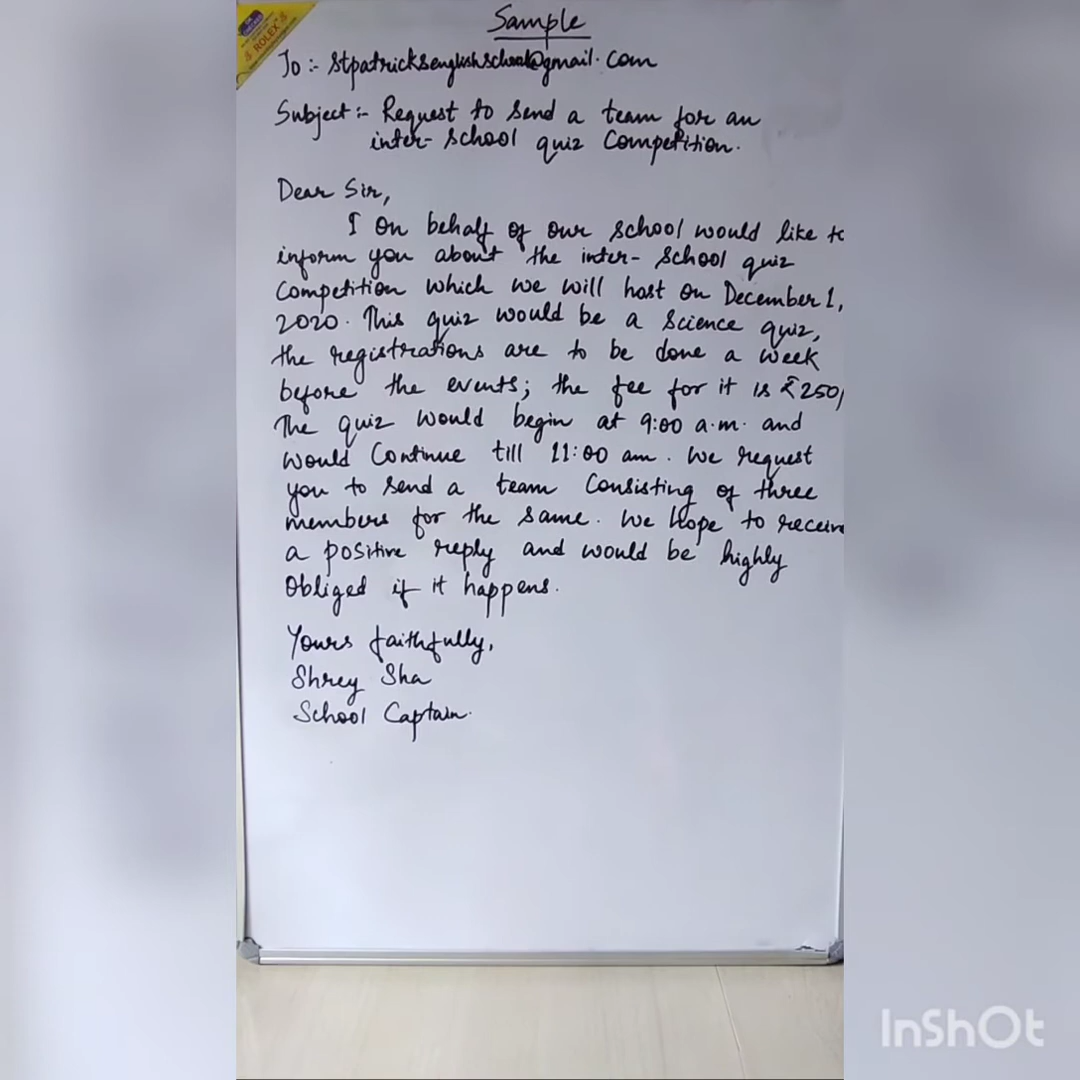 Sample
ROLEX
To :- stpatricksenglishschool@gmail.com
Subject :- Request to send a team for an
inter-school quiz Competition.
Dear Sir,
I on behalf of our school would like to
inform you about the inter-school quiz
Competition which we will host on December 1,
2020. This quiz would be a science quiz,
the registrations are to be done a week
before the events; the fee for it is ₹250/
The quiz would begin at 9:00 a.m. and
would Continue till 11:00 am. We request
you to send a team Consisting of three
members for the same. We hope to receive
a positive reply and would be highly
Obliged if it happens.
Yours faithfully,
Shrey Sha
School Captain.
InShOt